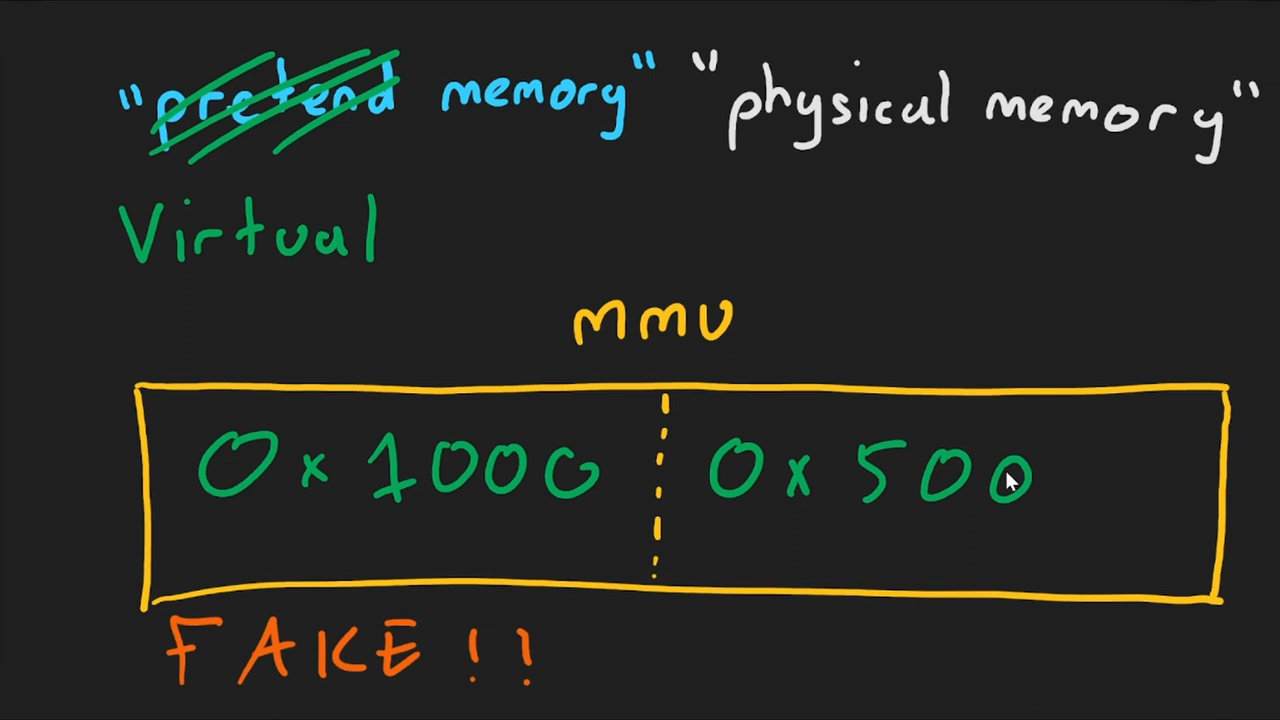 "pretend memory" "physical memory"
Virtual
MMU
0x1000 0x500
FAKE!!